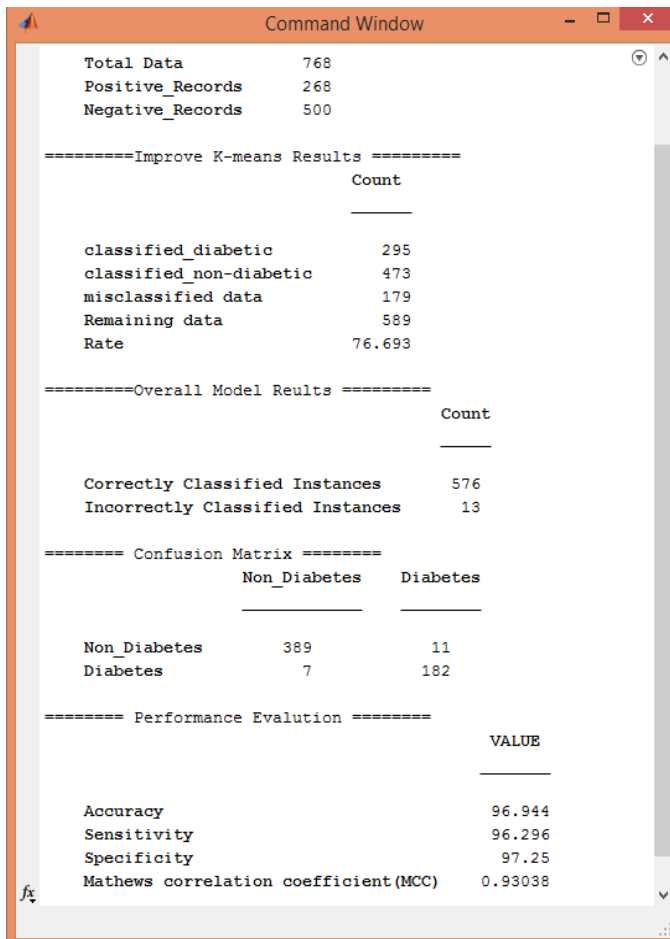 Command Window
Total Data 768
Positive_Records 268
Negative_Records 500
=========Improve K-means Results =========
Count
classified_diabetic 295
classified_non-diabetic 473
misclassified data 179
Remaining data 589
Rate 76.693
=========Overall Model Reults =========
Count
Correctly Classified Instances 576
Incorrectly Classified Instances 13
======== Confusion Matrix ========
Non_Diabetes Diabetes
Non_Diabetes 389 11
Diabetes 7 182
======== Performance Evalution ========
VALUE
Accuracy 96.944
Sensitivity 96.296
Specificity 97.25
Mathews correlation coefficient(MCC) 0.93038
fx